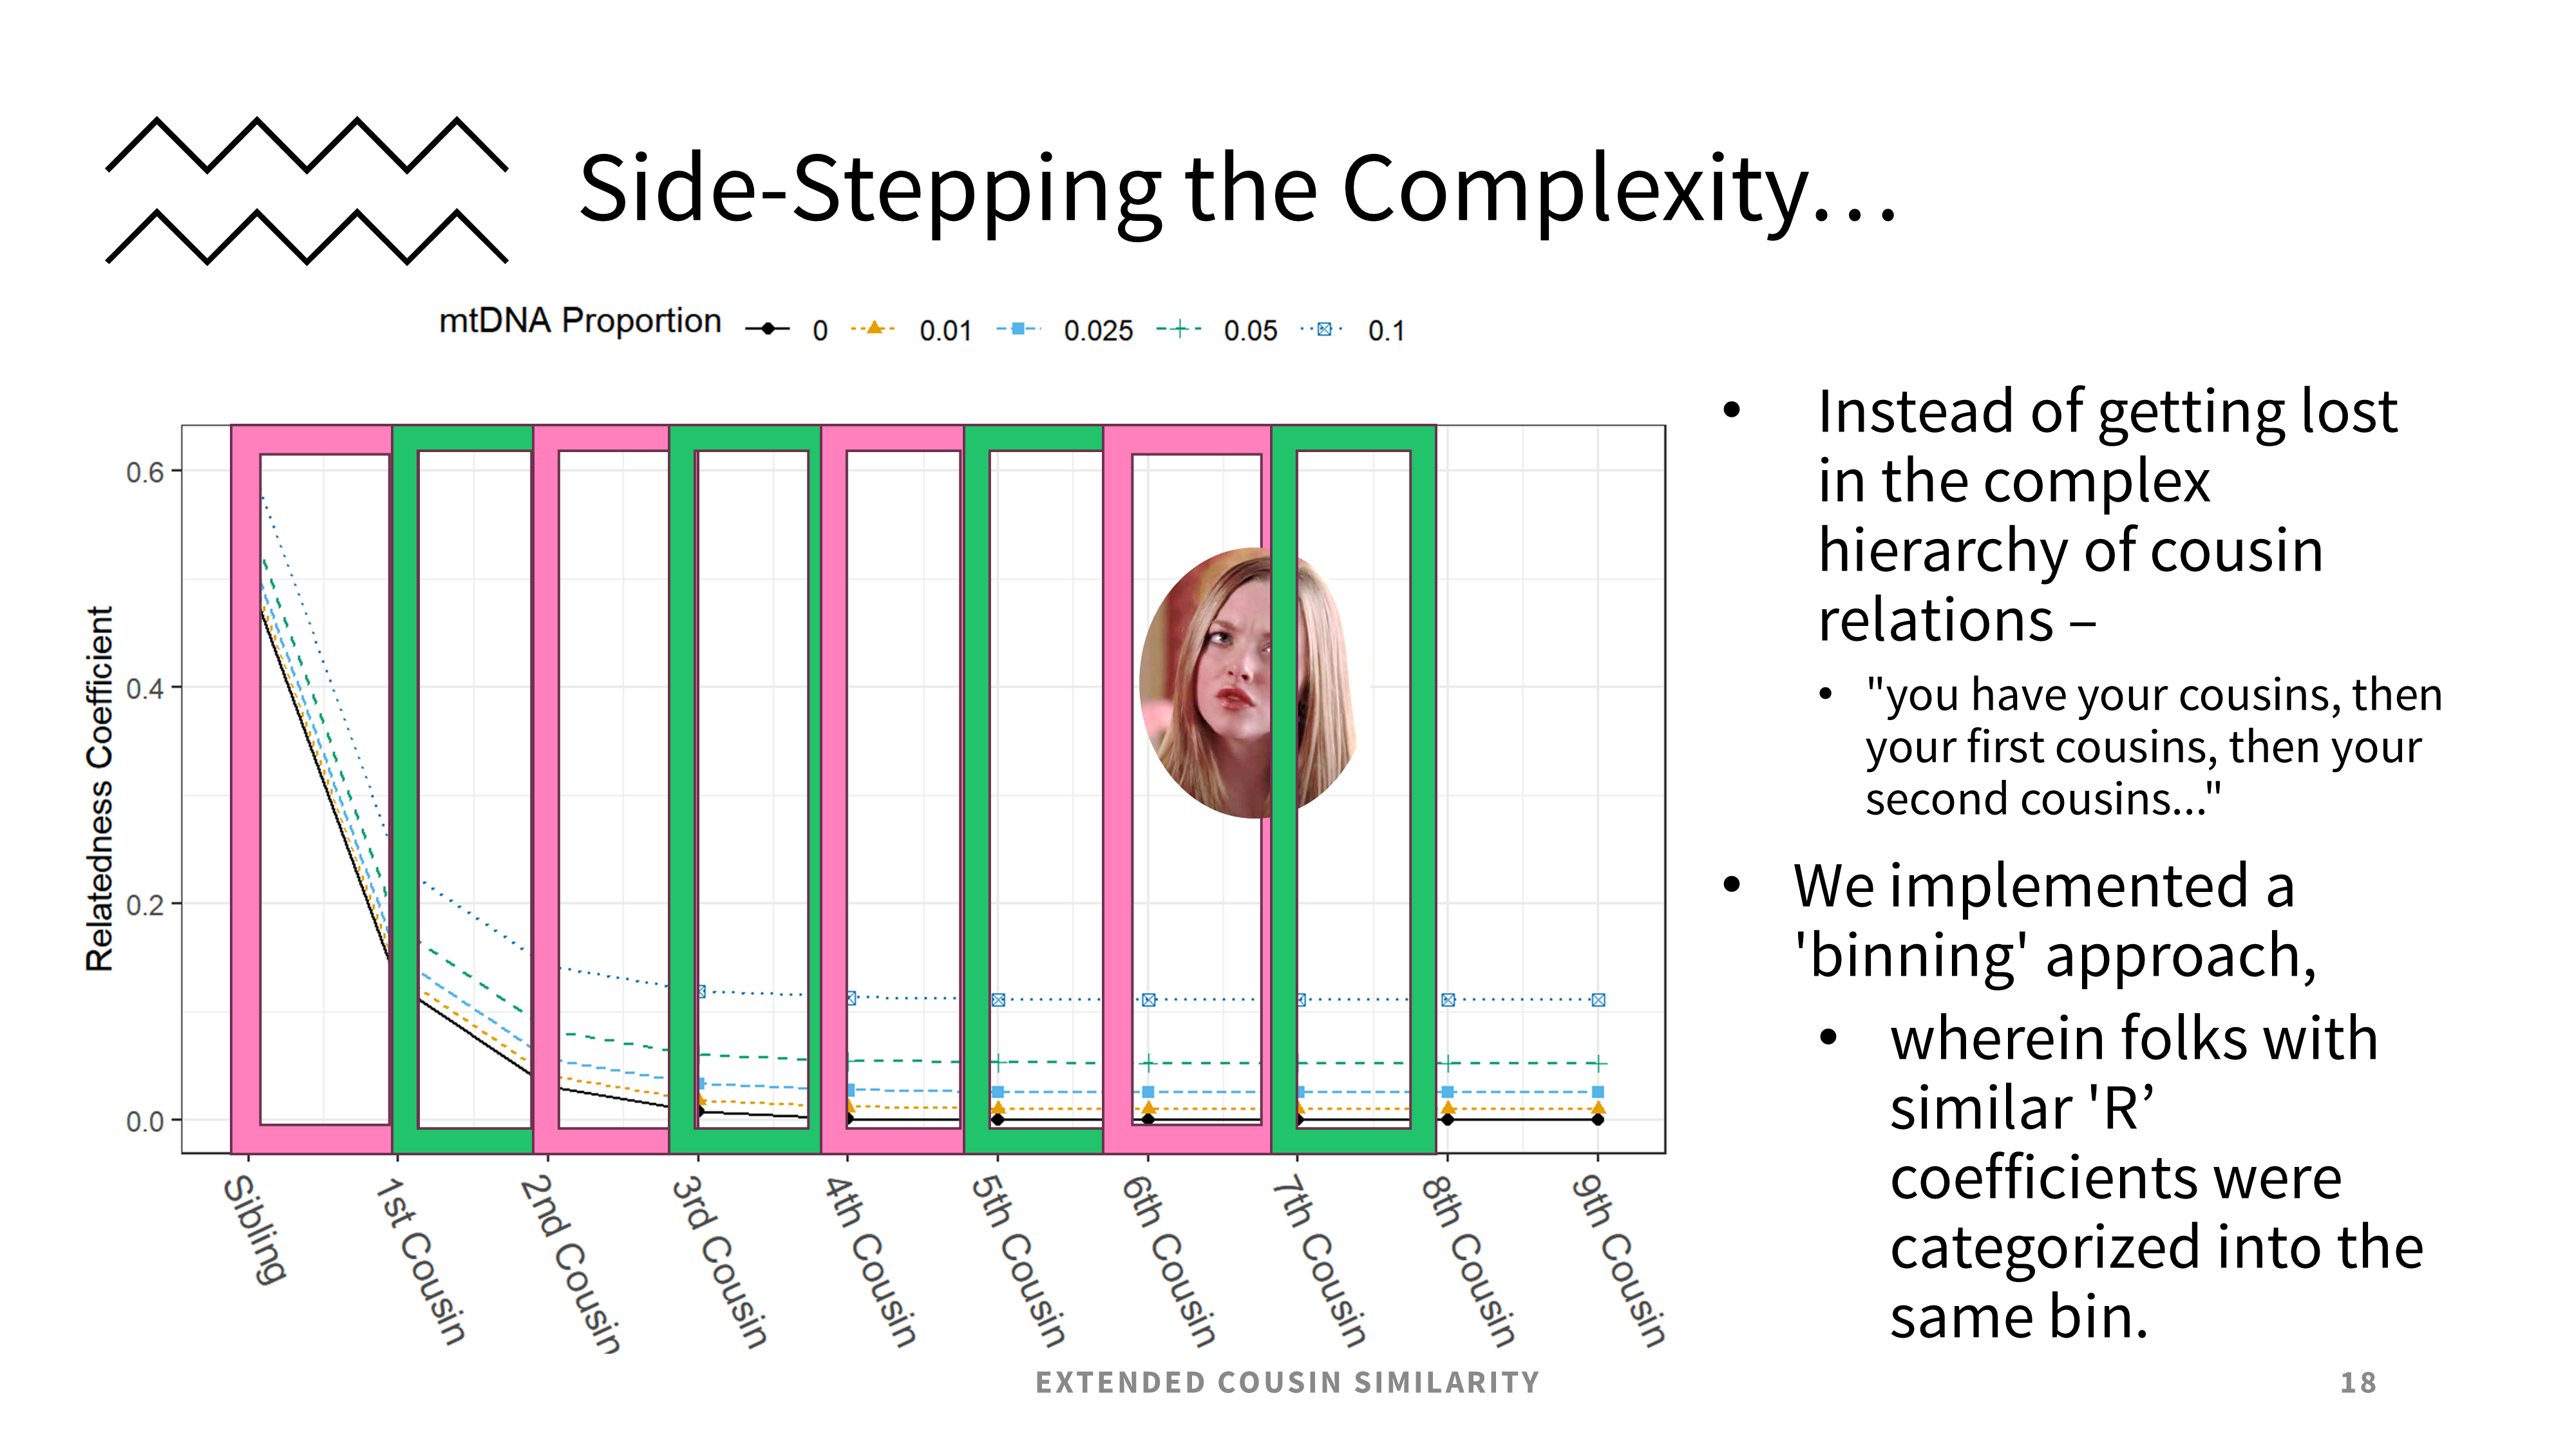 Side-Stepping the Complexity…
mtDNA Proportion 0 0.01 0.025 0.05 0.1
Relatedness Coefficient
0.6
0.4
0.2
0.0
Sibling
1st Cousin
2nd Cousin
3rd Cousin
4th Cousin
5th Cousin
6th Cousin
7th Cousin
8th Cousin
9th Cousin
• Instead of getting lost
in the complex
hierarchy of cousin
relations –
• "you have your cousins, then
your first cousins, then your
second cousins..."
• We implemented a
'binning' approach,
• wherein folks with
similar 'R’
coefficients were
categorized into the
same bin.
EXTENDED COUSIN SIMILARITY
18